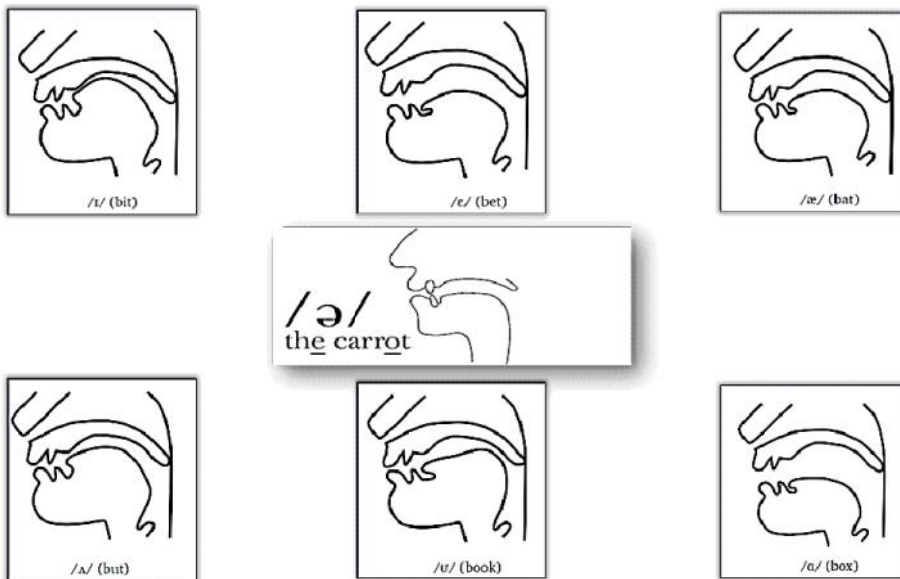 /ɪ/ (bit)
/ɛ/ (bet)
/æ/ (bat)
/ə/
the carrot
/ʌ/ (but)
/ʊ/ (book)
/ɑ/ (box)